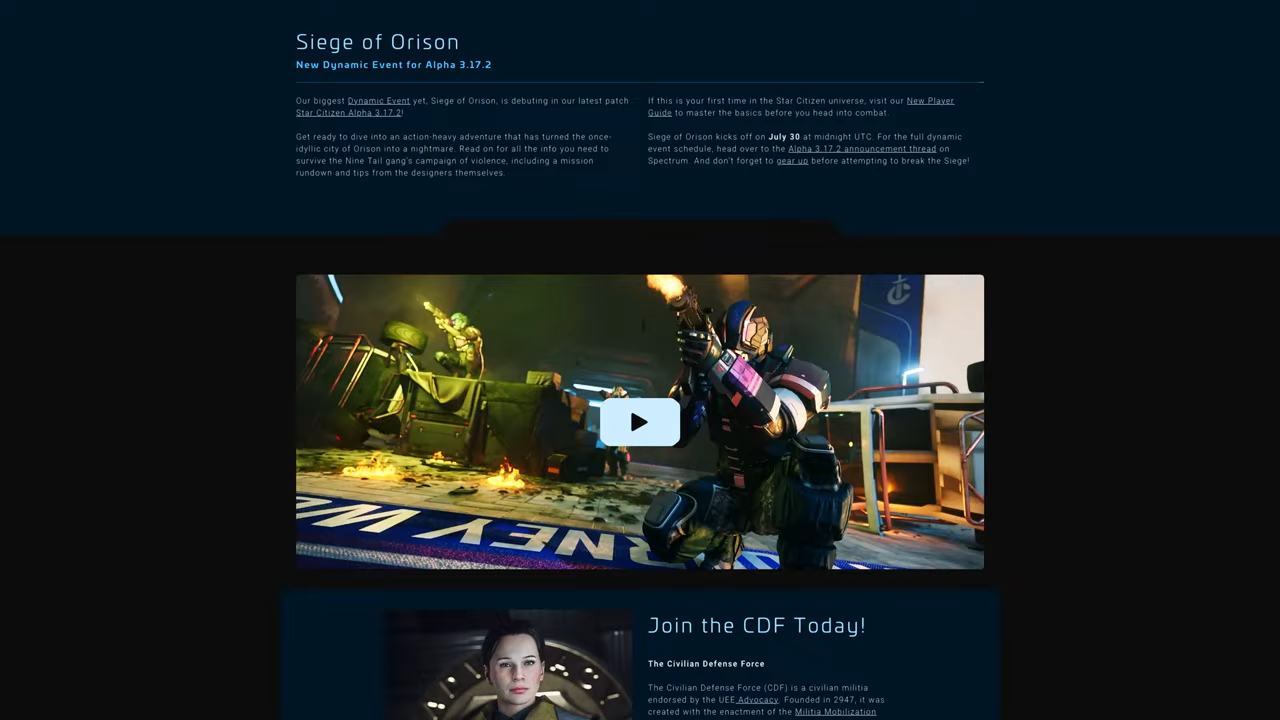 Siege of Orison
New Dynamic Event for Alpha 3.17.2
Our biggest Dynamic Event yet, Siege of Orison, is debuting in our latest patch
Star Citizen Alpha 3.17.2!
Get ready to dive into an action-heavy adventure that has turned the once-
idyllic city of Orison into a nightmare. Read on for all the info you need to
survive the Nine Tail gang's campaign of violence, including a mission
rundown and tips from the designers themselves.
If this is your first time in the Star Citizen universe, visit our New Player
Guide to master the basics before you head into combat.
Siege of Orison kicks off on July 30 at midnight UTC. For the full dynamic
event schedule, head over to the Alpha 3.17.2 announcement thread on
Spectrum. And don't forget to gear up before attempting to break the Siege!
Join the CDF Today!
The Civilian Defense Force
The Civilian Defense Force (CDF) is a civilian militia
endorsed by the UEE Advocacy. Founded in 2947, it was
created with the enactment of the Militia Mobilization